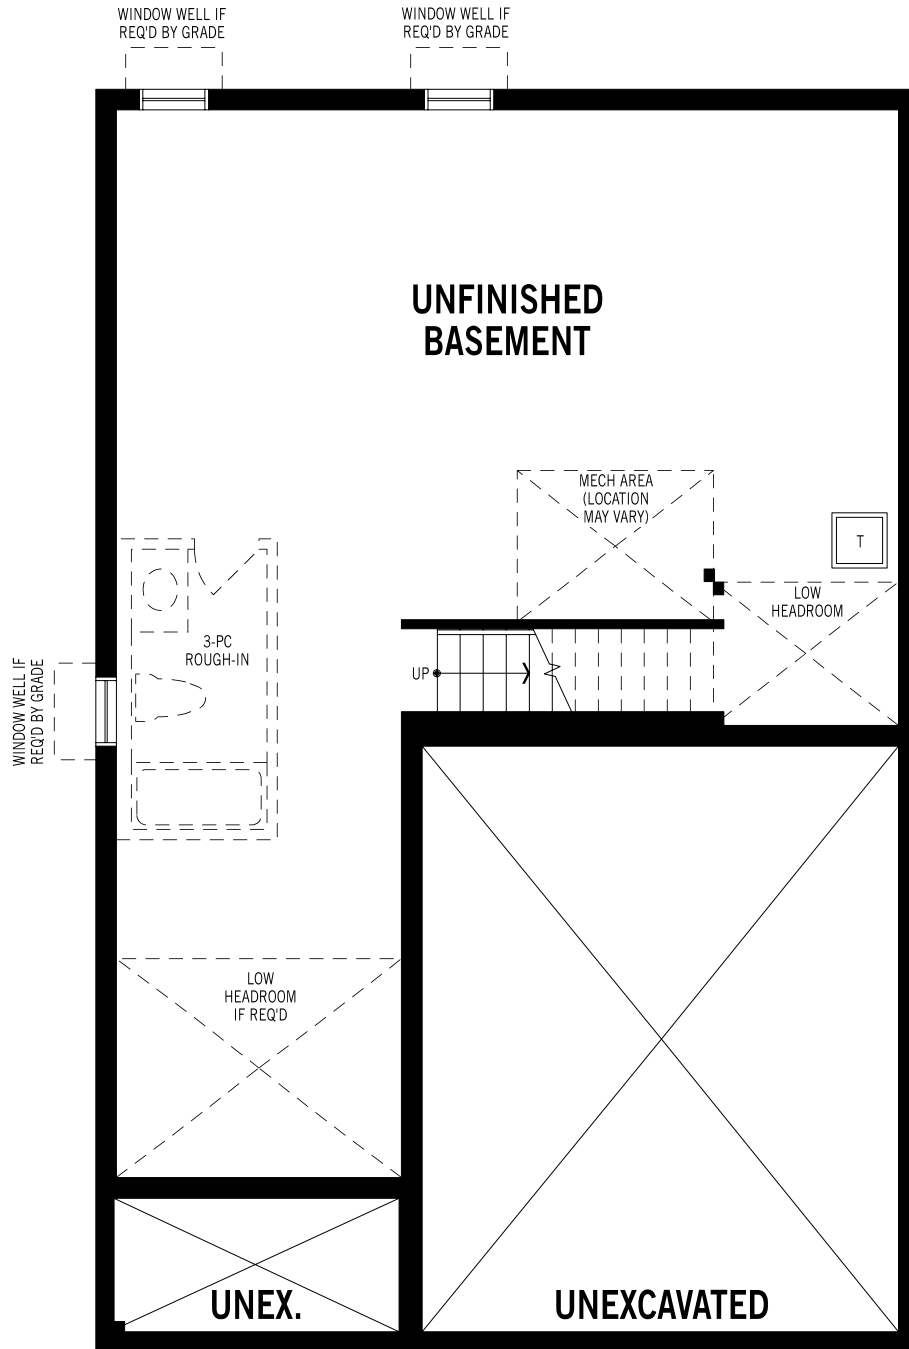 WINDOW WELL IF
REQ'D BY GRADE
WINDOW WELL IF
REQ'D BY GRADE
UNFINISHED
BASEMENT
MECH AREA
(LOCATION
MAY VARY)
T
LOW
HEADROOM
3-PC
ROUGH-IN
UP
WINDOW WELL IF
REQ'D BY GRADE
LOW
HEADROOM
IF REQ'D
UNEX.
UNEXCAVATED